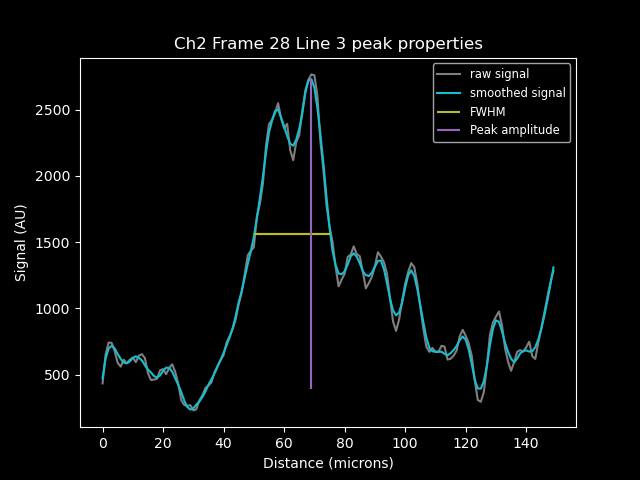 Ch2 Frame 28 Line 3 peak properties
raw signal
smoothed signal
FWHM
Peak amplitude
Signal (AU)
2500
2000
1500
1000
500
0 20 40 60 80 100 120 140
Distance (microns)